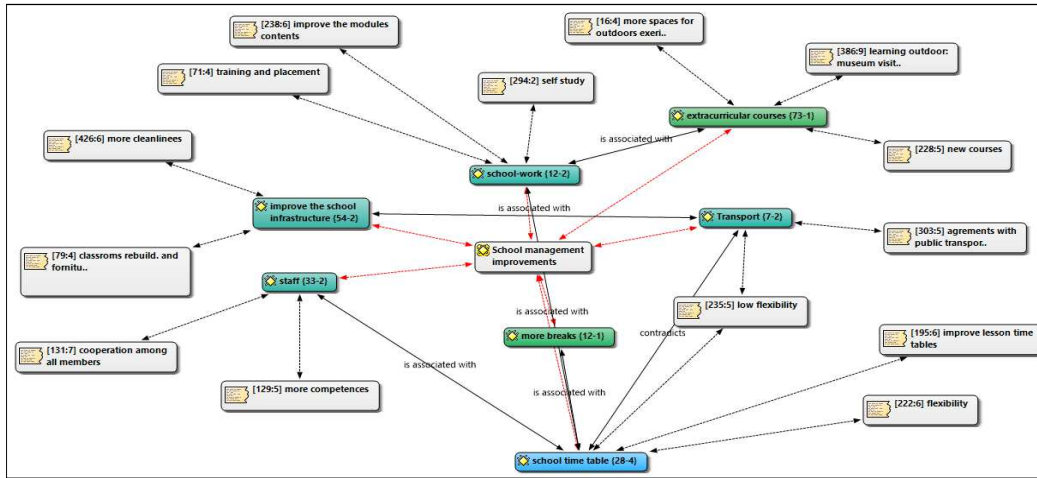 [238:6] improve the modules
contents
[16:4] more spaces for
outdoors exeri..
[386:9] learning outdoor:
museum visit..
[71:4] training and placement
[294:2] self study
extracurricular courses {73-1}
[426:6] more cleanlinees
is associated with
[228:5] new courses
school-work {12-2}
improve the school
infrastructure {54-2}
is associated with
Transport {7-2}
[303:5] agrements with
public transpor..
School management
improvements
[79:4] classroms rebuild. and
fornitu..
staff {33-2}
[235:5] low flexibility
is associated with
more breaks {12-1}
contradicts
[195:6] improve lesson time
tables
[131:7] cooperation among
all members
is associated with
[129:5] more competences
is associated with
[222:6] flexibility
school time table {28-4}